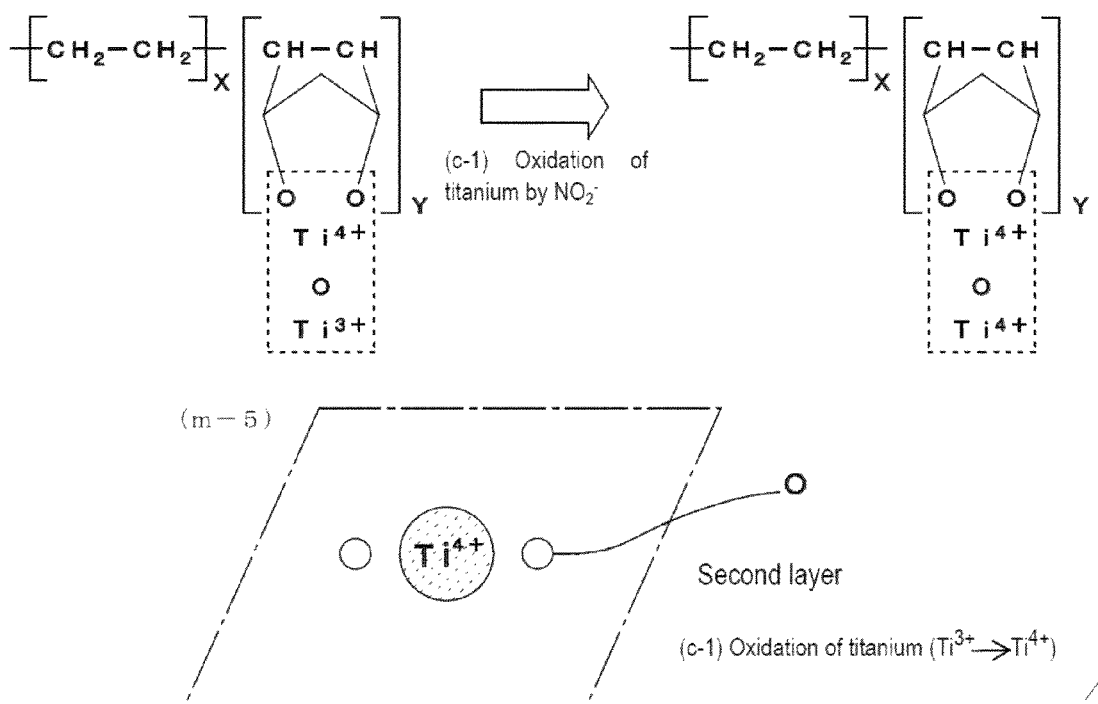 CH₂-CH₂ X CH-CH Y
O O
Ti⁴⁺
O
Ti³⁺
(c-1) Oxidation of
titanium by NO₂⁻
CH₂-CH₂ X CH-CH Y
O O
Ti⁴⁺
O
Ti⁴⁺
(m-5)
Ti⁴⁺
O
Second layer
(c-1) Oxidation of titanium (Ti³⁺→Ti⁴⁺)